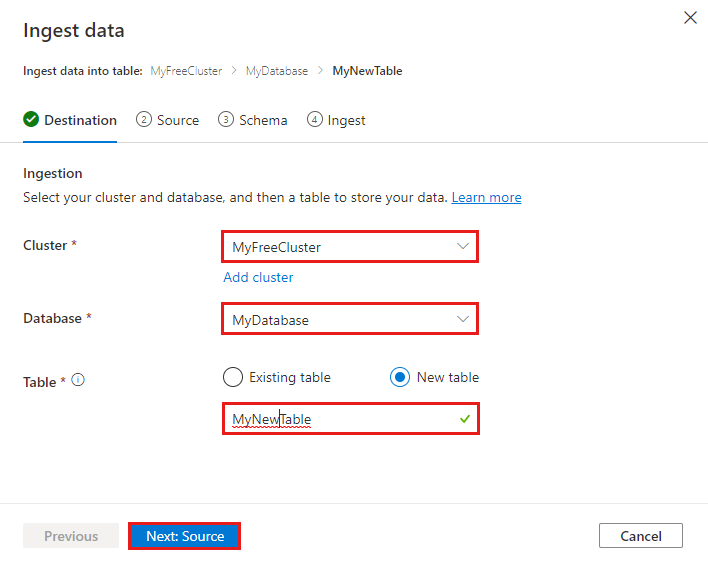 Ingest data
Ingest data into table: MyFreeCluster > MyDatabase > MyNewTable
Destination 2 Source 3 Schema 4 Ingest
Ingestion
Select your cluster and database, and then a table to store your data. Learn more
Cluster * MyFreeCluster
Add cluster
Database * MyDatabase
Table * Existing table New table
MyNewTable
Previous Next: Source Cancel